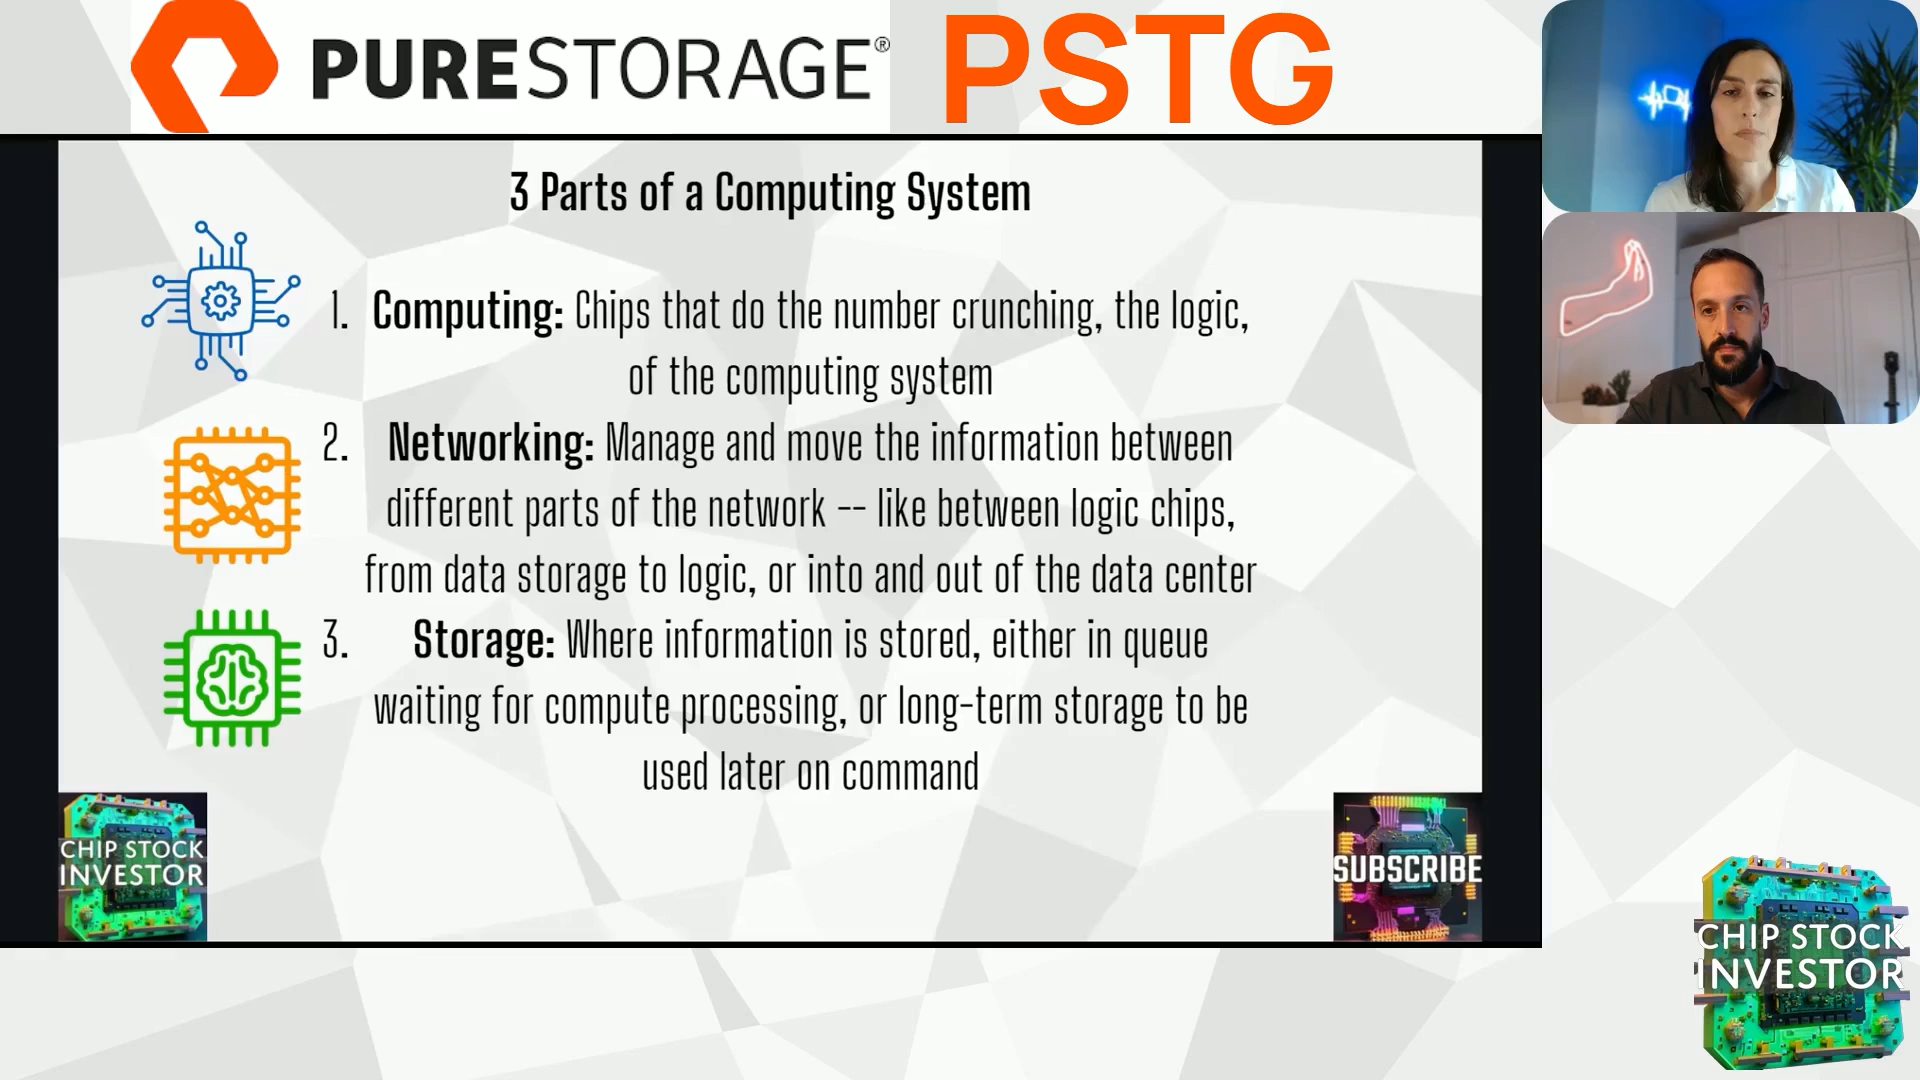 PURESTORAGE®
PSTG
3 Parts of a Computing System
1. Computing: Chips that do the number crunching, the logic,
of the computing system
2. Networking: Manage and move the information between
different parts of the network -- like between logic chips,
from data storage to logic, or into and out of the data center
3. Storage: Where information is stored, either in queue
waiting for compute processing, or long-term storage to be
used later on command
CHIP STOCK
INVESTOR
SUBSCRIBE
CHIP STOCK
INVESTOR